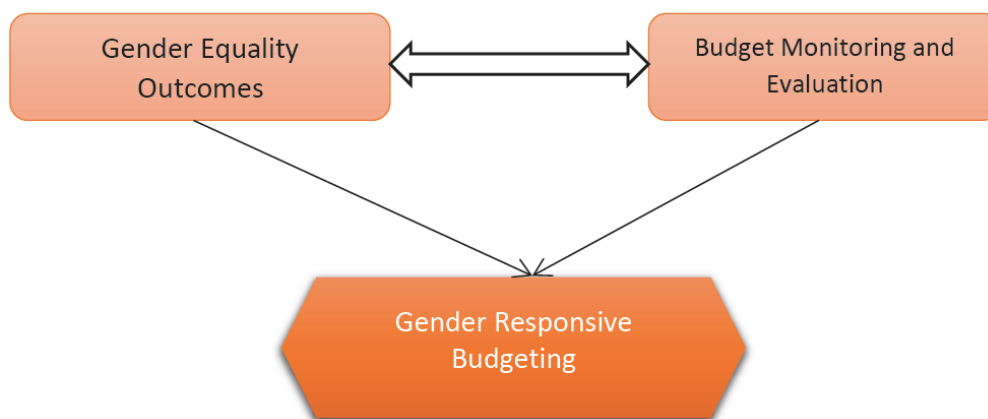 Gender Equality
Outcomes
Budget Monitoring and
Evaluation
Gender Responsive
Budgeting